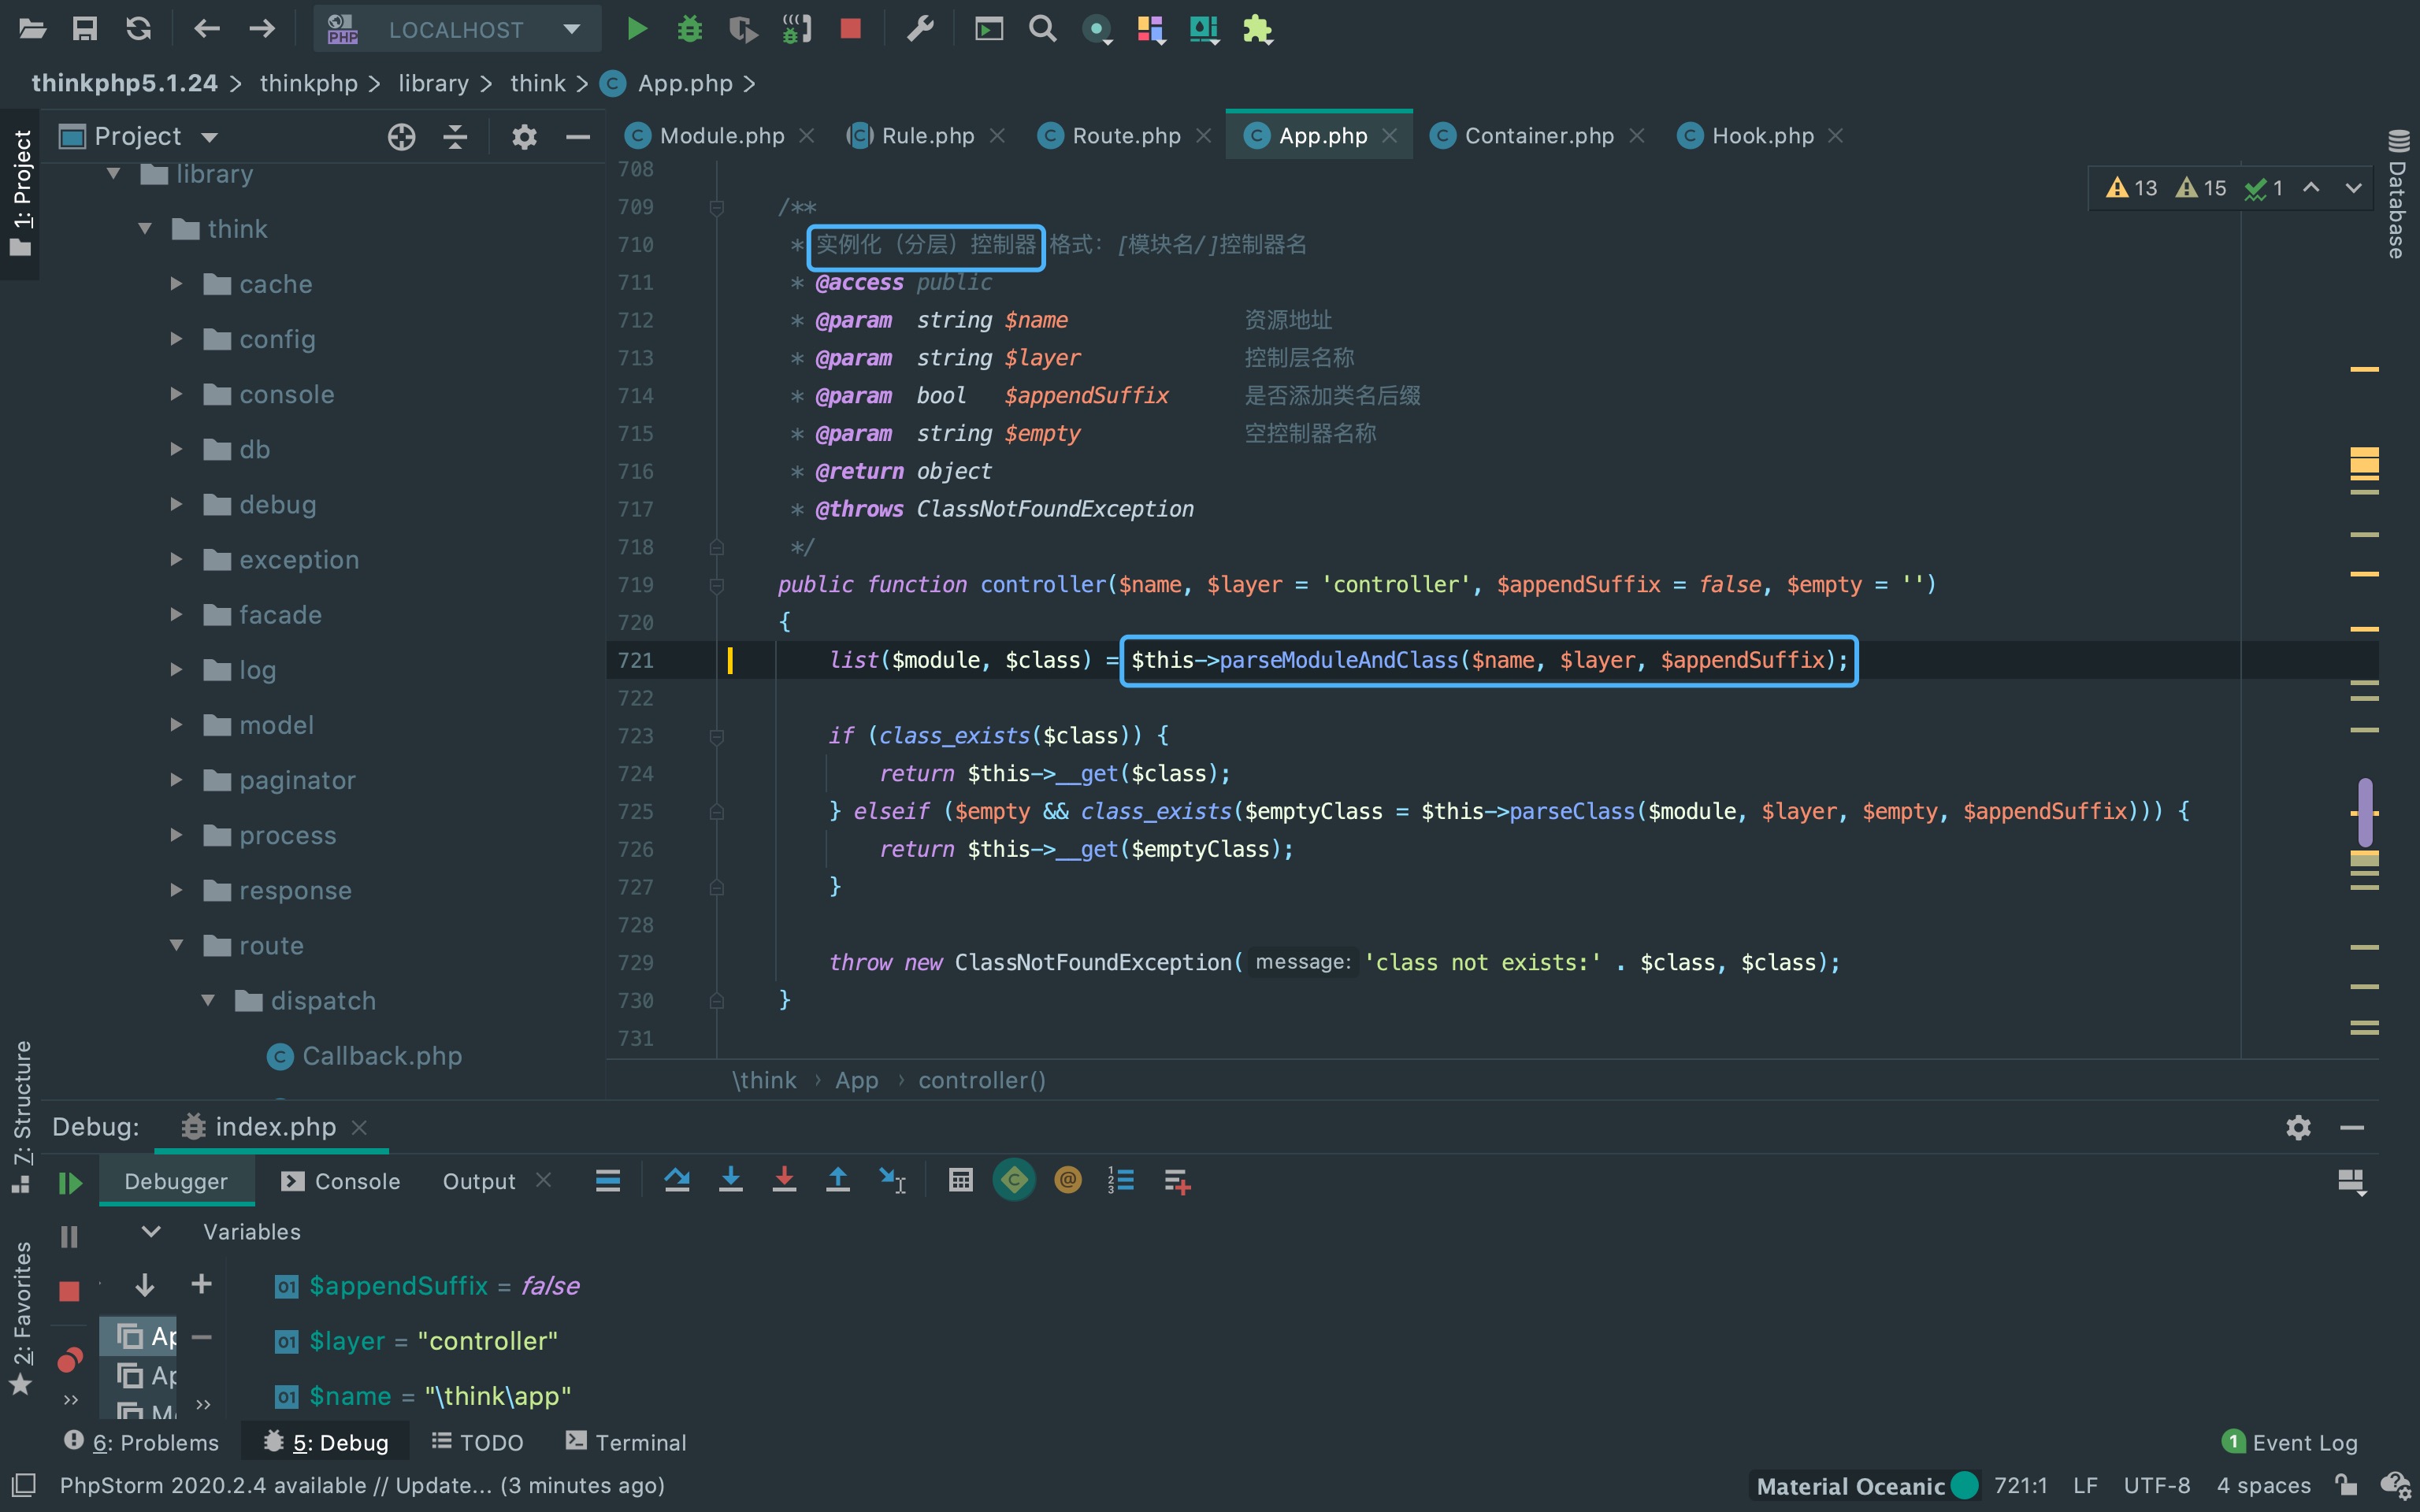 PHP LOCALHOST
thinkphp5.1.24 > thinkphp > library > think > C App.php >
1: Project
Project
library
think
cache
config
console
db
debug
exception
facade
log
model
paginator
process
response
route
dispatch
C Callback.php
C Module.php C Rule.php C Route.php C App.php C Container.php C Hook.php
13 15 1
Database
708
709 /**
710 * 实例化（分层）控制器 格式：[模块名/]控制器名
711 * @access public
712 * @param string $name 资源地址
713 * @param string $layer 控制层名称
714 * @param bool $appendSuffix 是否添加类名后缀
715 * @param string $empty 空控制器名称
716 * @return object
717 * @throws ClassNotFoundException
718 */
719 public function controller($name, $layer = 'controller', $appendSuffix = false, $empty = '')
720 {
721 list($module, $class) = $this->parseModuleAndClass($name, $layer, $appendSuffix);
722
723 if (class_exists($class)) {
724 return $this->__get($class);
725 } elseif ($empty && class_exists($emptyClass = $this->parseClass($module, $layer, $empty, $appendSuffix))) {
726 return $this->__get($emptyClass);
727 }
728
729 throw new ClassNotFoundException( message: 'class not exists:' . $class, $class);
730 }
731
\think › App › controller()
7: Structure
2: Favorites
Debug: index.php
Debugger Console Output
Variables
01 $appendSuffix = false
01 $layer = "controller"
01 $name = "\think\app"
6: Problems 5: Debug TODO Terminal 1 Event Log
PhpStorm 2020.2.4 available // Update... (3 minutes ago) Material Oceanic 721:1 LF UTF-8 4 spaces